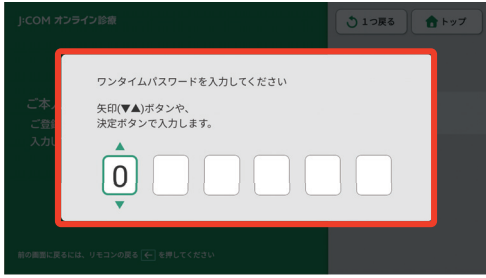 J:COM オンライン診療
1つ戻る
トップ
ワンタイムパスワードを入力してください
矢印(▼▲)ボタンや、
決定ボタンで入力します。
ご本人
ご登録
入力し
▲
0
▼
前の画面に戻るには、リモコンの戻る ← を押してください